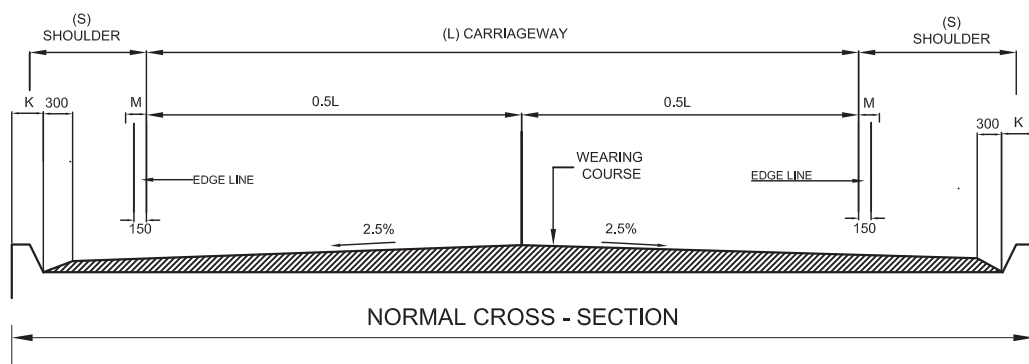 (S)
SHOULDER
(L) CARRIAGEWAY
(S)
SHOULDER
K 300 M 0.5L 0.5L M 300 K
EDGE LINE
WEARING
COURSE
EDGE LINE
150 2.5% 2.5% 150
NORMAL CROSS - SECTION